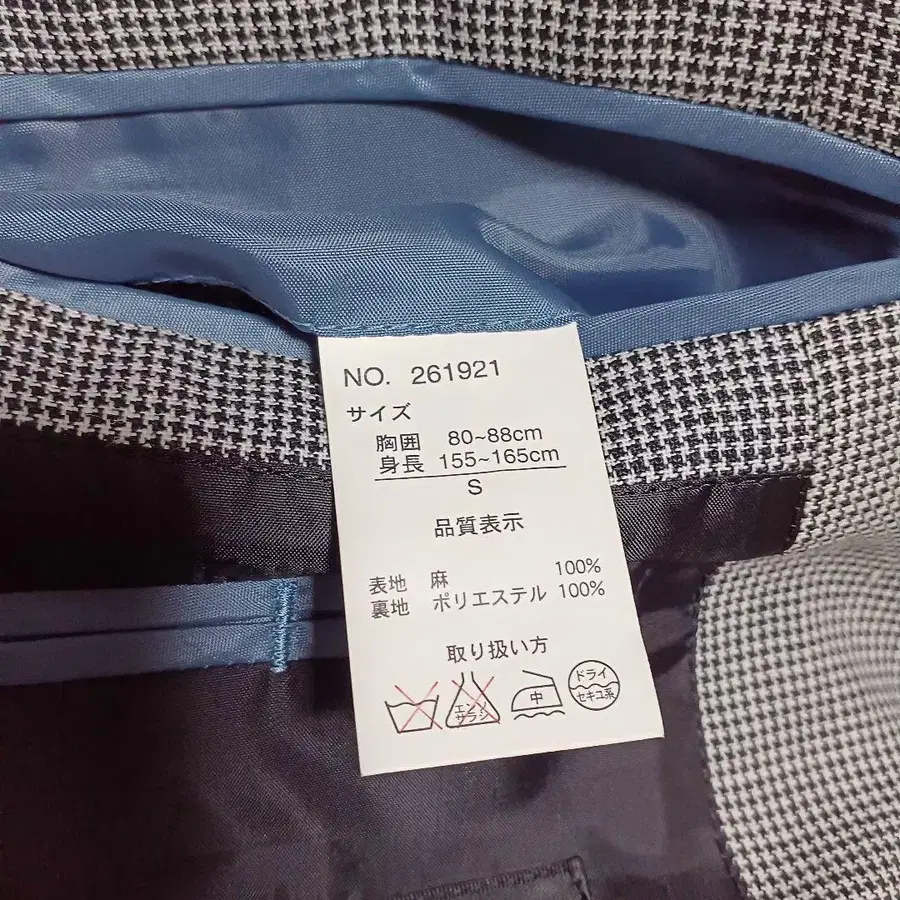 NO. 261921
サイズ
胸囲 80~88cm
身長 155~165cm
S
品質表示
表地 麻 100%
裏地 ポリエステル 100%
取り扱い方
エンソ
サラシ
中
ドライ
セキユ系